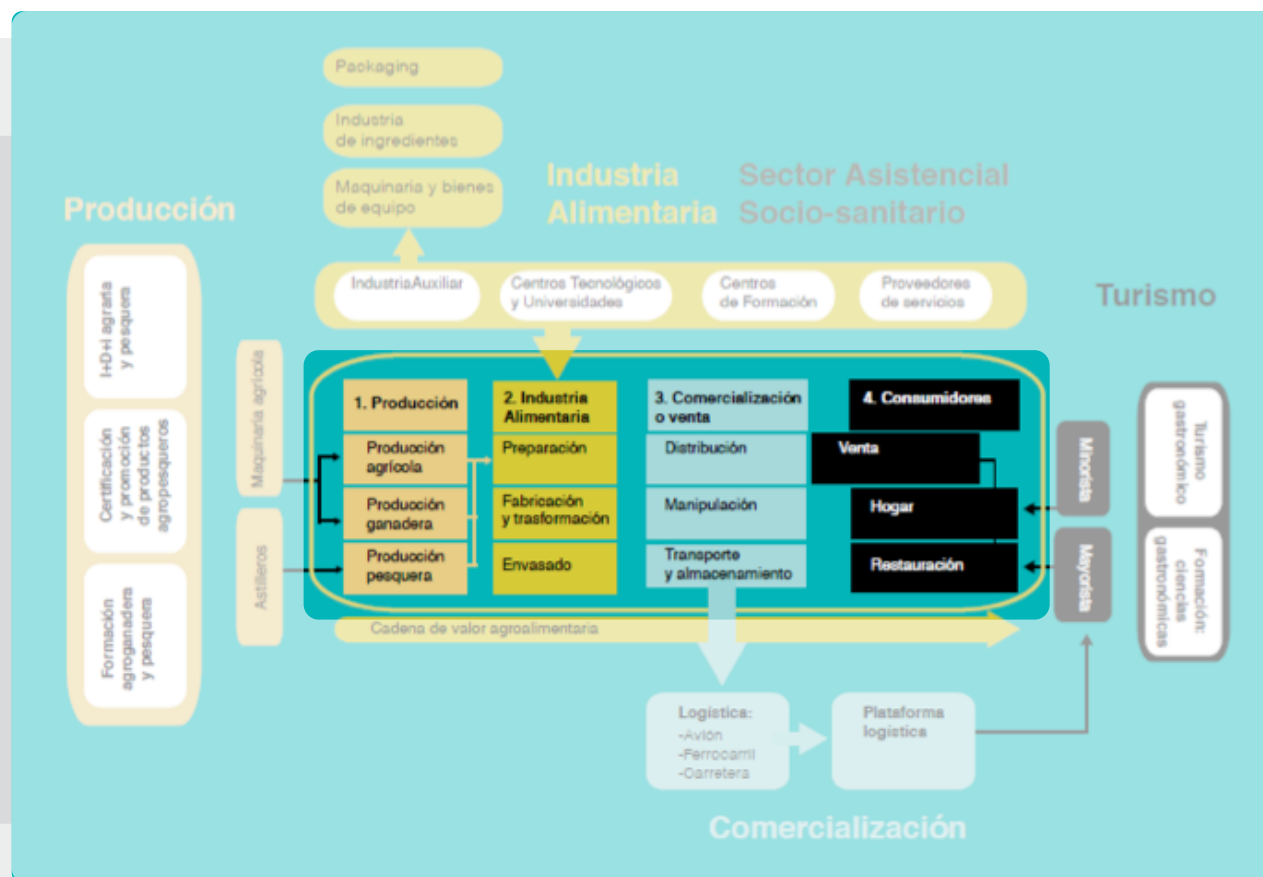 Packaging
Industria
de ingredientes
Maquinaria y bienes
de equipo
Industria
Alimentaria
Sector Asistencial
Socio-sanitario
Producción
IndustriaAuxiliar
Centros Tecnológicos
y Universidades
Centros
de Formación
Proveedores
de servicios
Turismo
I+D+i agraria
y pesquera
Certificación
y promoción
de productos
agropesqueros
Formación
agroganadera
y pesquera
Maquinaria agrícola
Astilleros
1. Producción
Producción
agrícola
Producción
ganadera
Producción
pesquera
2. Industria
Alimentaria
Preparación
Fabricación
y trasformación
Envasado
3. Comercialización
o venta
Distribución
Manipulación
Transporte
y almacenamiento
4. Consumidores
Venta
Hogar
Restauración
Minorista
Mayorista
Turismo
gastronómico
Formación:
ciencias
gastronómicas
Cadena de valor agroalimentaria
Logística:
-Avión
-Ferrocarril
-Carretera
Plataforma
logística
Comercialización